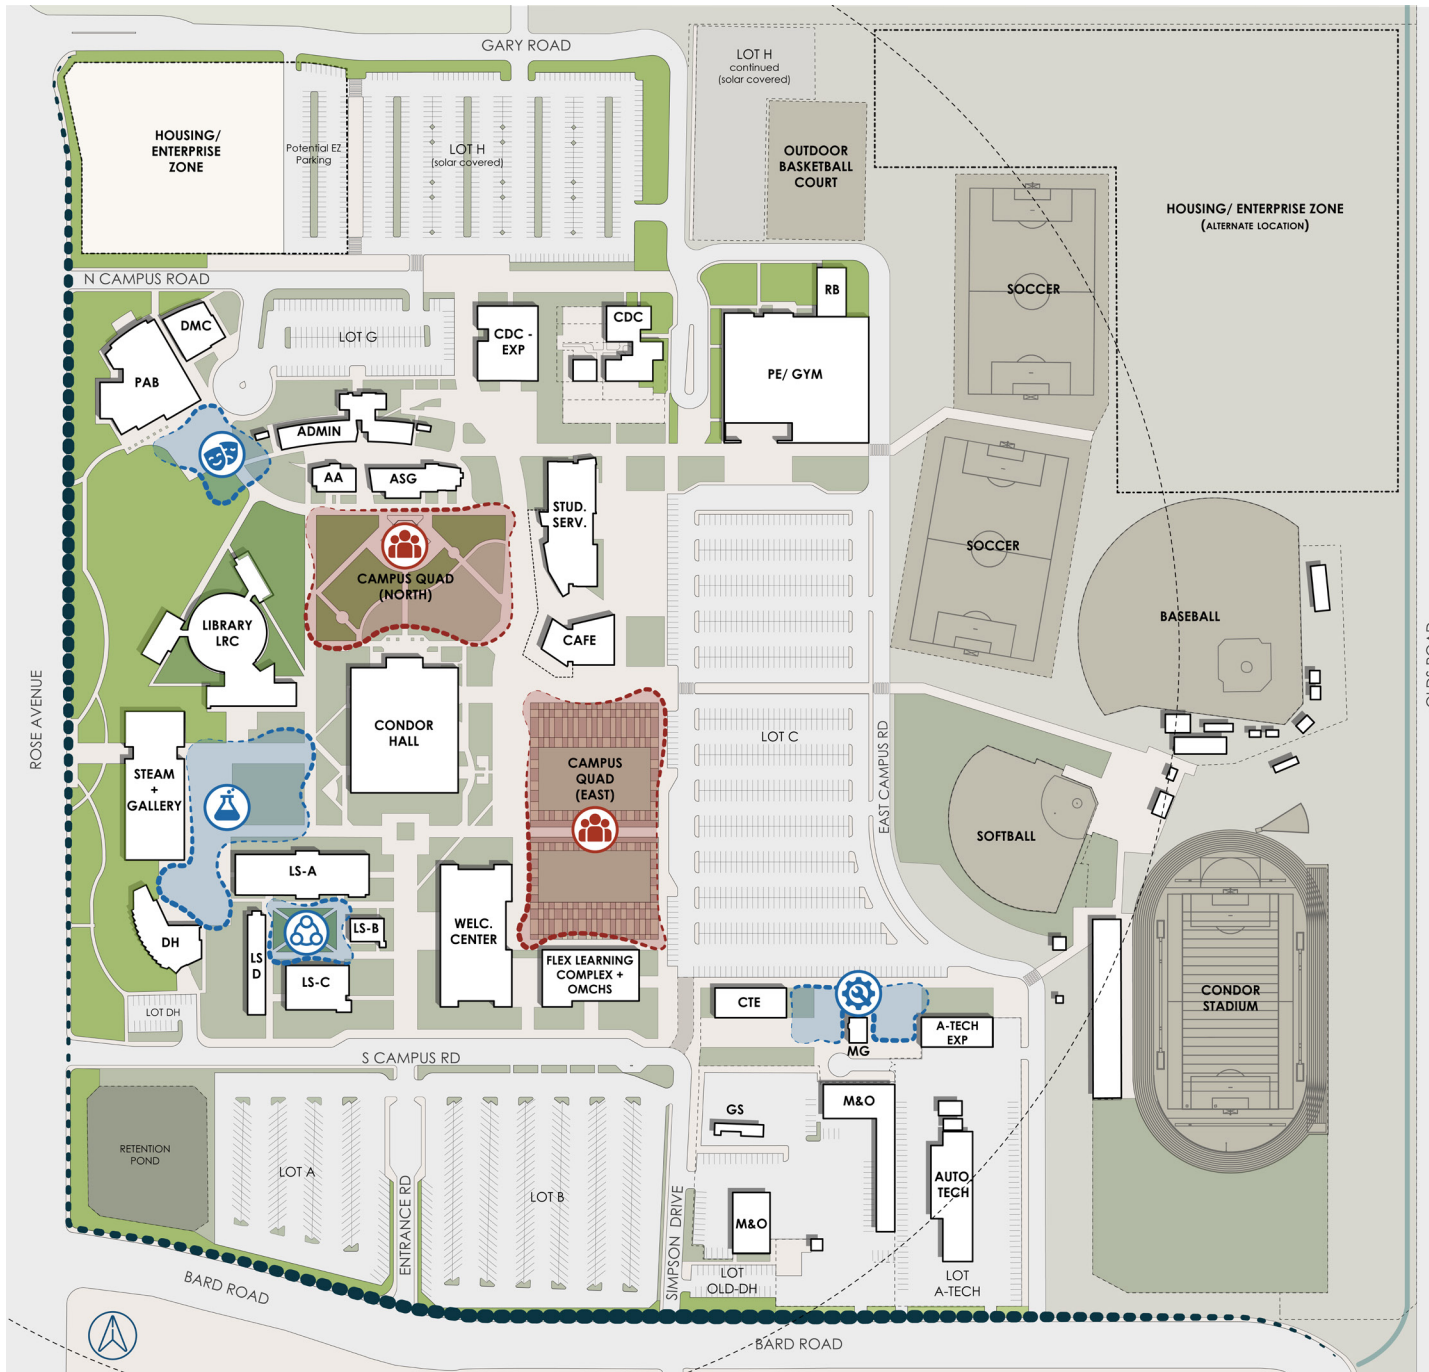 GARY ROAD
LOT H
continued
(solar covered)
HOUSING/
ENTERPRISE
ZONE
Potential EZ
Parking
LOT H
(solar covered)
OUTDOOR
BASKETBALL
COURT
HOUSING/ ENTERPRISE ZONE
(ALTERNATE LOCATION)
N CAMPUS ROAD
RB
SOCCER
DMC
CDC
LOT G
CDC -
EXP
PAB
PE/ GYM
ADMIN
AA
ASG
STUD.
SERV.
SOCCER
CAMPUS QUAD
(NORTH)
BASEBALL
LIBRARY
LRC
CAFE
ROSE AVENUE
CONDOR
HALL
EAST CAMPUS RD
LOT C
STEAM
+
GALLERY
CAMPUS
QUAD
(EAST)
SOFTBALL
LS-A
DH
LS-B
LS
D
LS-C
WELC.
CENTER
FLEX LEARNING
COMPLEX +
OMCHS
CTE
MG
A-TECH
EXP
CONDOR
STADIUM
LOT DH
S CAMPUS RD
M&O
GS
RETENTION
POND
LOT A
ENTRANCE RD
LOT B
SIMPSON DRIVE
M&O
AUTO
TECH
LOT
OLD-DH
LOT
A-TECH
BARD ROAD
BARD ROAD